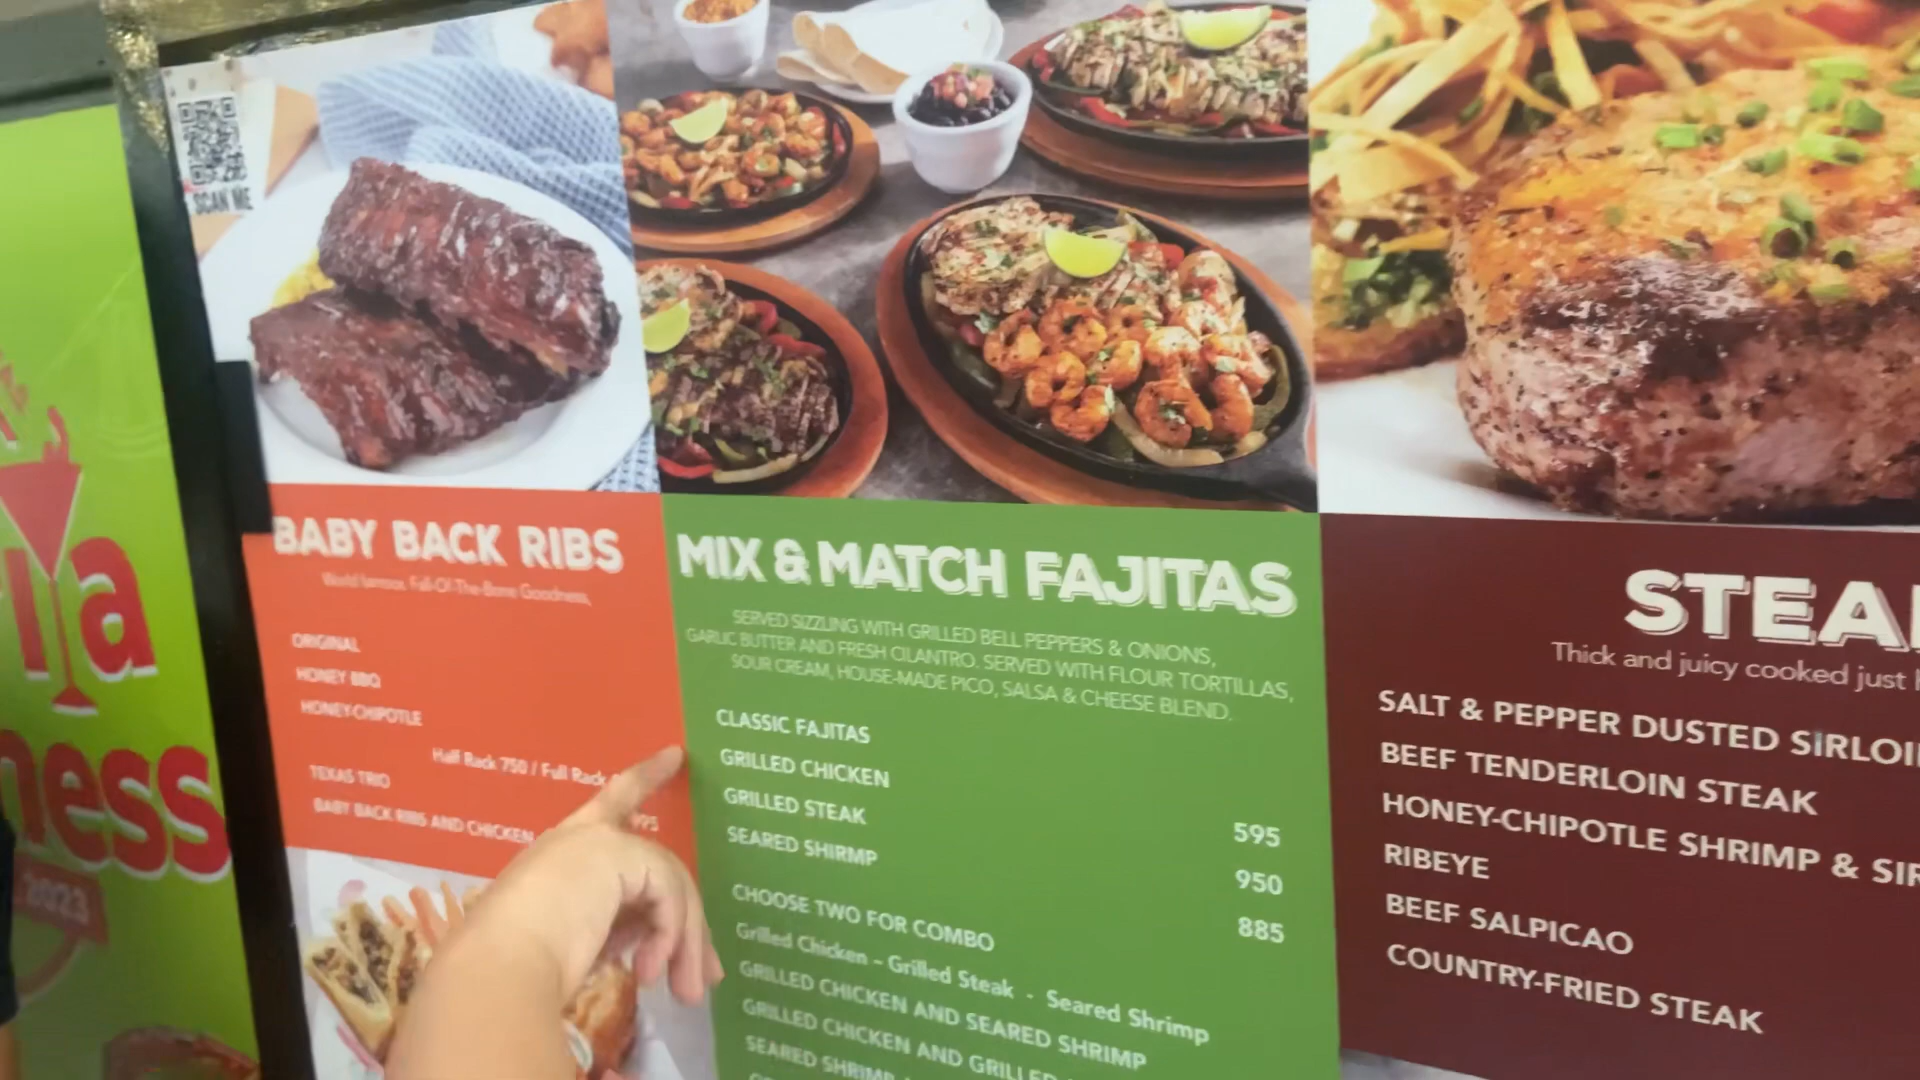 SCAN ME
ness
2023
BABY BACK RIBS
World famous. Fall-Of-The-Bone Goodness,
ORIGINAL
HONEY BBQ
HONEY-CHIPOTLE
Half Rack 750 / Full Rack
TEXAS TRIO
BABY BACK RIBS AND CHICKEN 995
MIX & MATCH FAJITAS
SERVED SIZZLING WITH GRILLED BELL PEPPERS & ONIONS,
GARLIC BUTTER AND FRESH CILANTRO. SERVED WITH FLOUR TORTILLAS,
SOUR CREAM, HOUSE-MADE PICO, SALSA & CHEESE BLEND.
CLASSIC FAJITAS
GRILLED CHICKEN 595
GRILLED STEAK 950
SEARED SHIRMP 885
CHOOSE TWO FOR COMBO
Grilled Chicken - Grilled Steak - Seared Shrimp
GRILLED CHICKEN AND SEARED SHRIMP
GRILLED CHICKEN AND
SEARED SHRIMP
Thick and juicy cooked just
SALT & PEPPER DUSTED
BEEF TENDERLOIN STEAK
HONEY-CHIPOTLE SHRIMP &
RIBEYE
BEEF SALPICAO
COUNTRY-FRIED STEAK